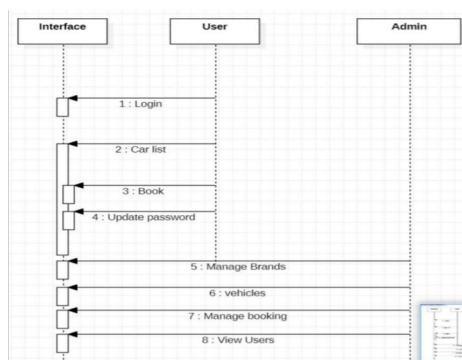 Interface
User
Admin
1 : Login
2 : Car list
3 : Book
4 : Update password
5 : Manage Brands
6 : vehicles
7 : Manage booking
8 : View Users